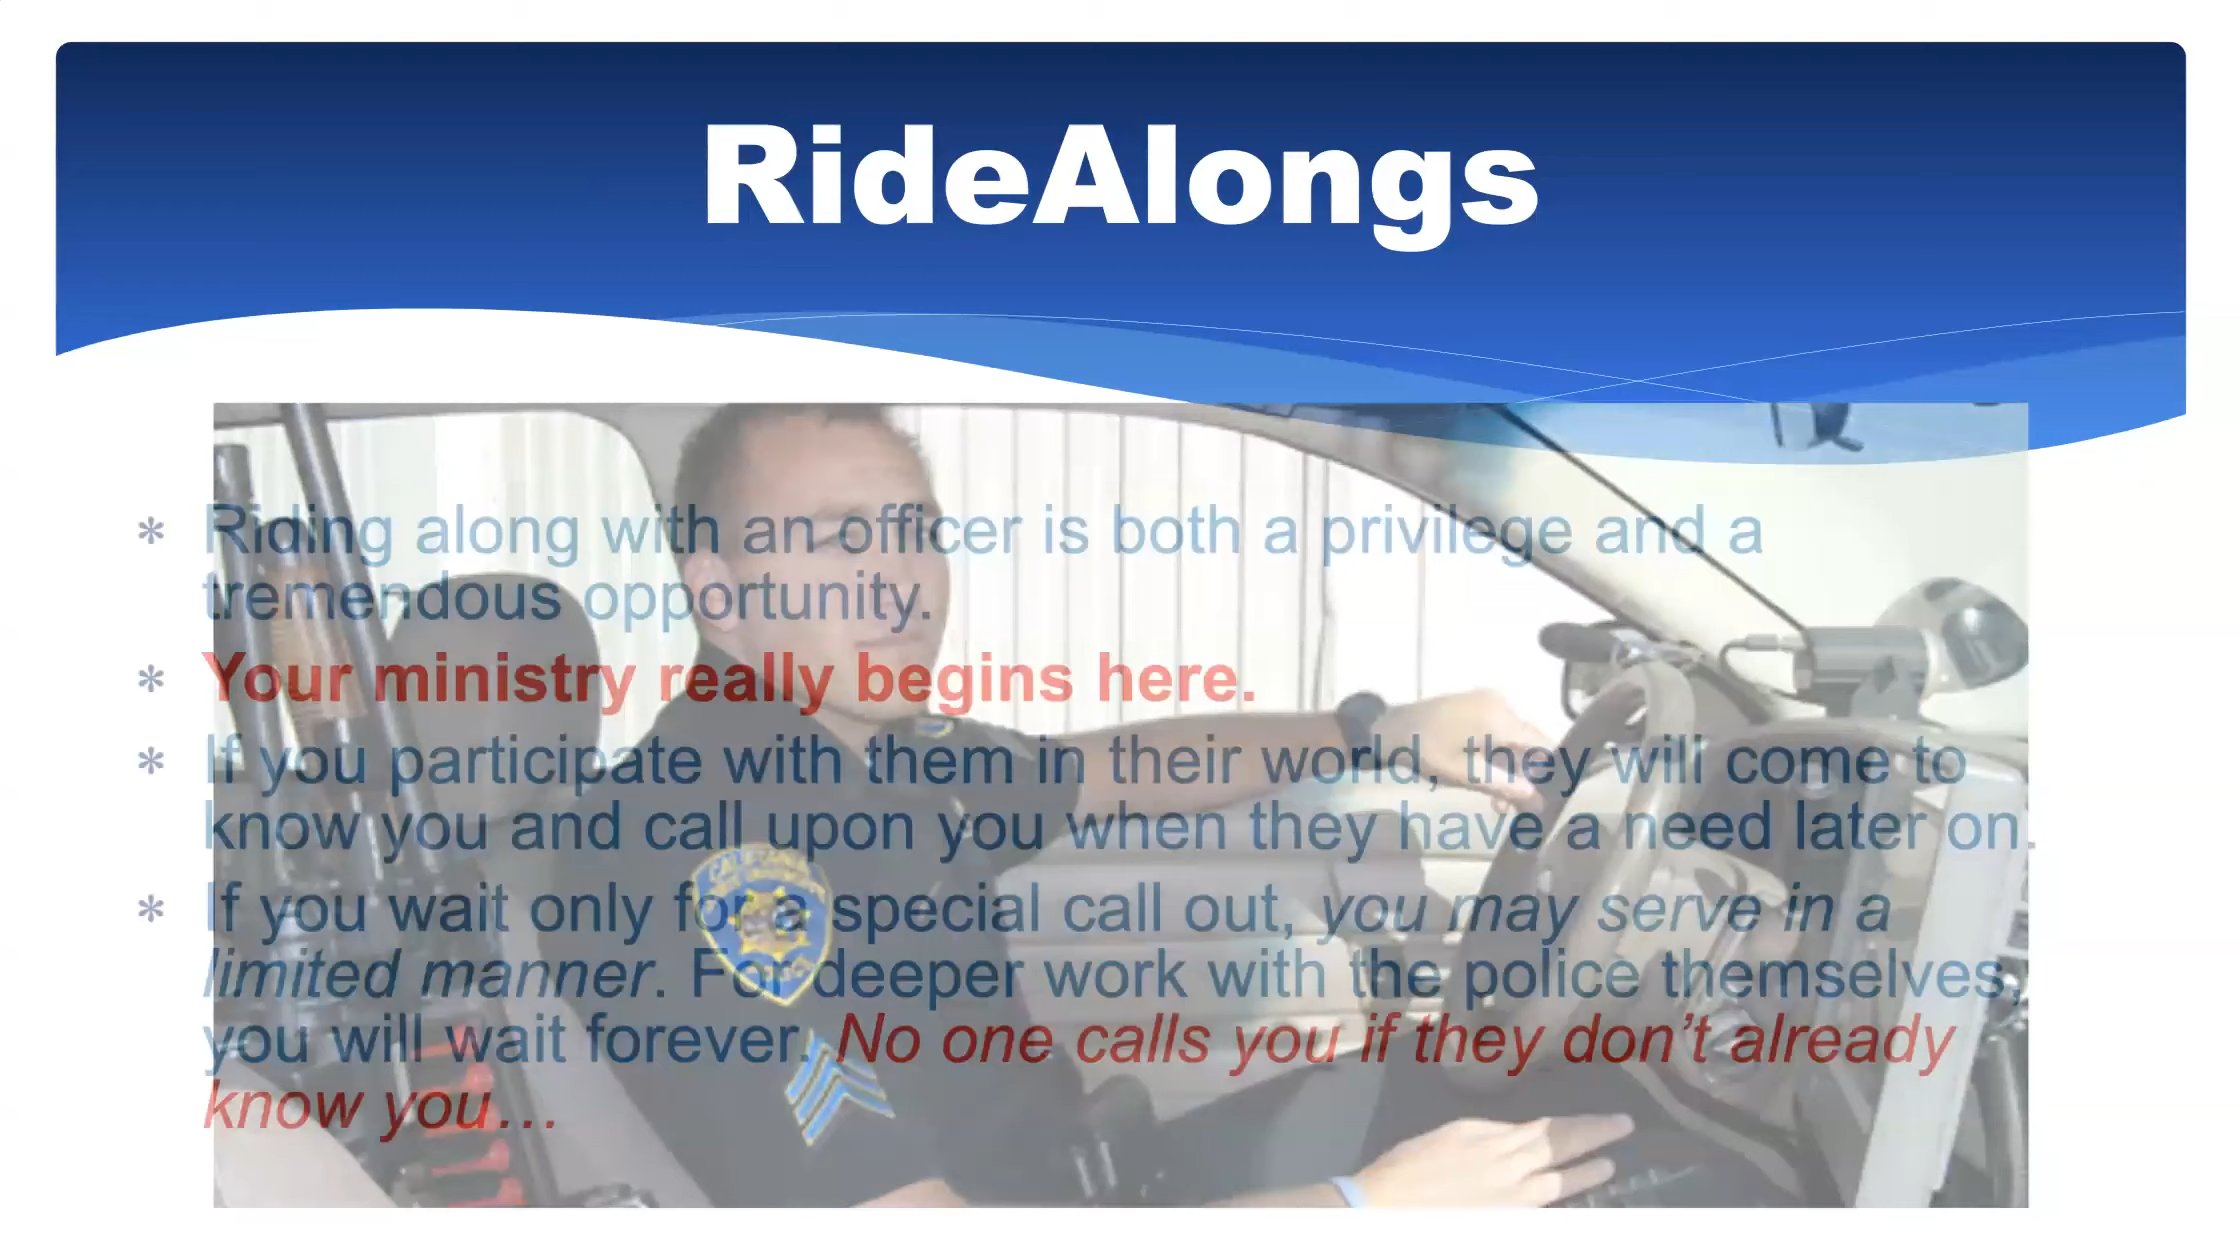 RideAlongs
* Riding along with an officer is both a privilege and a
tremendous opportunity.
* Your ministry really begins here.
* If you participate with them in their world, they will come to
know you and call upon you when they have a need later on.
* If you wait only for a special call out, you may serve in a
limited manner. For deeper work with the police themselves,
you will wait forever. No one calls you if they don’t already
know you…